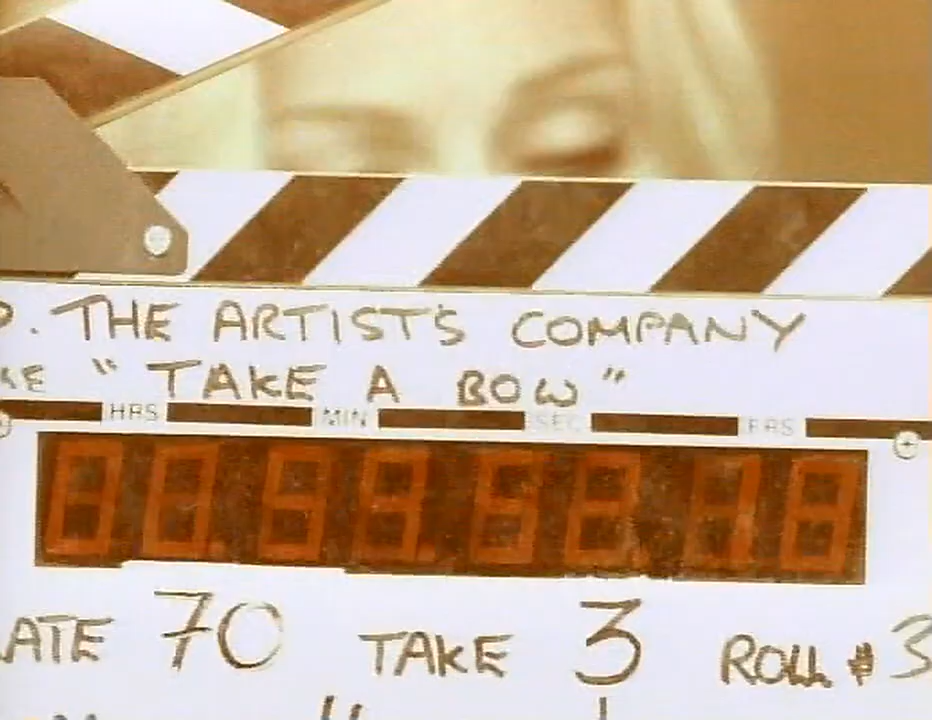 P. THE ARTIST'S COMPANY
"TAKE A BOW"
HRS MIN SEC FRS
TAKE 3 ROLL # 3
70